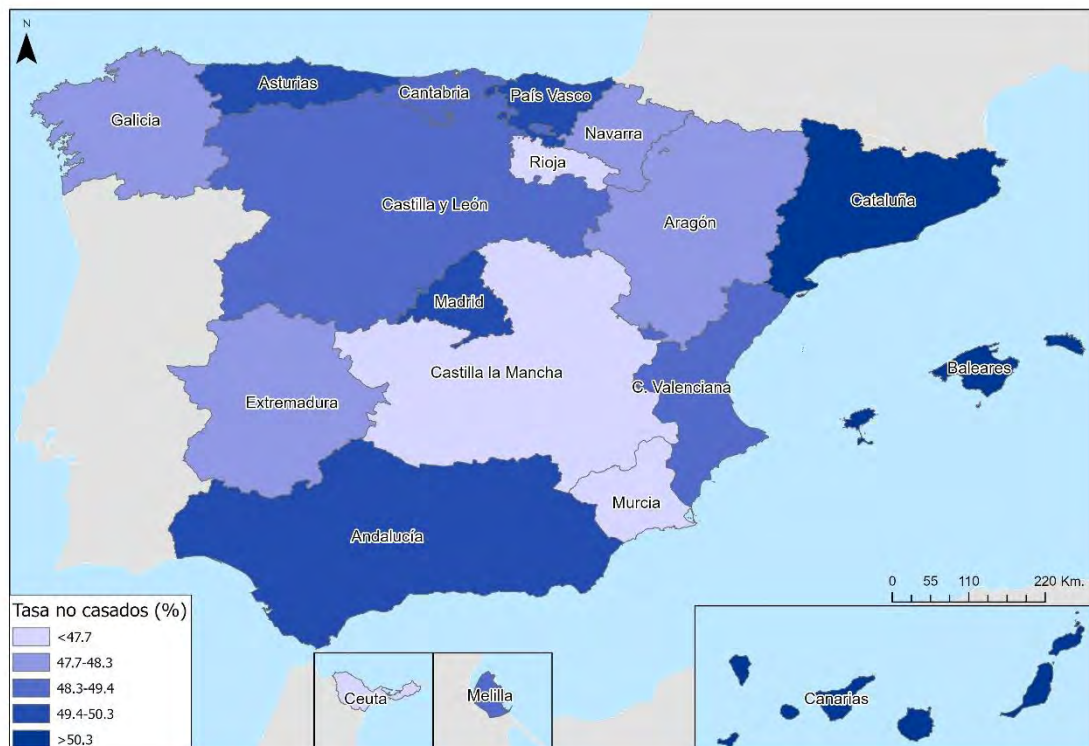 N
Asturias
Cantabria
País Vasco
Galicia
Navarra
Rioja
Castilla y León
Cataluña
Aragón
Madrid
Castilla la Mancha
Baleares
C. Valenciana
Extremadura
Murcia
Andalucía
0 55 110 220 Km.
Tasa no casados (%)
<47.7
47.7-48.3
48.3-49.4
49.4-50.3
>50.3
Ceuta
Melilla
Canarias